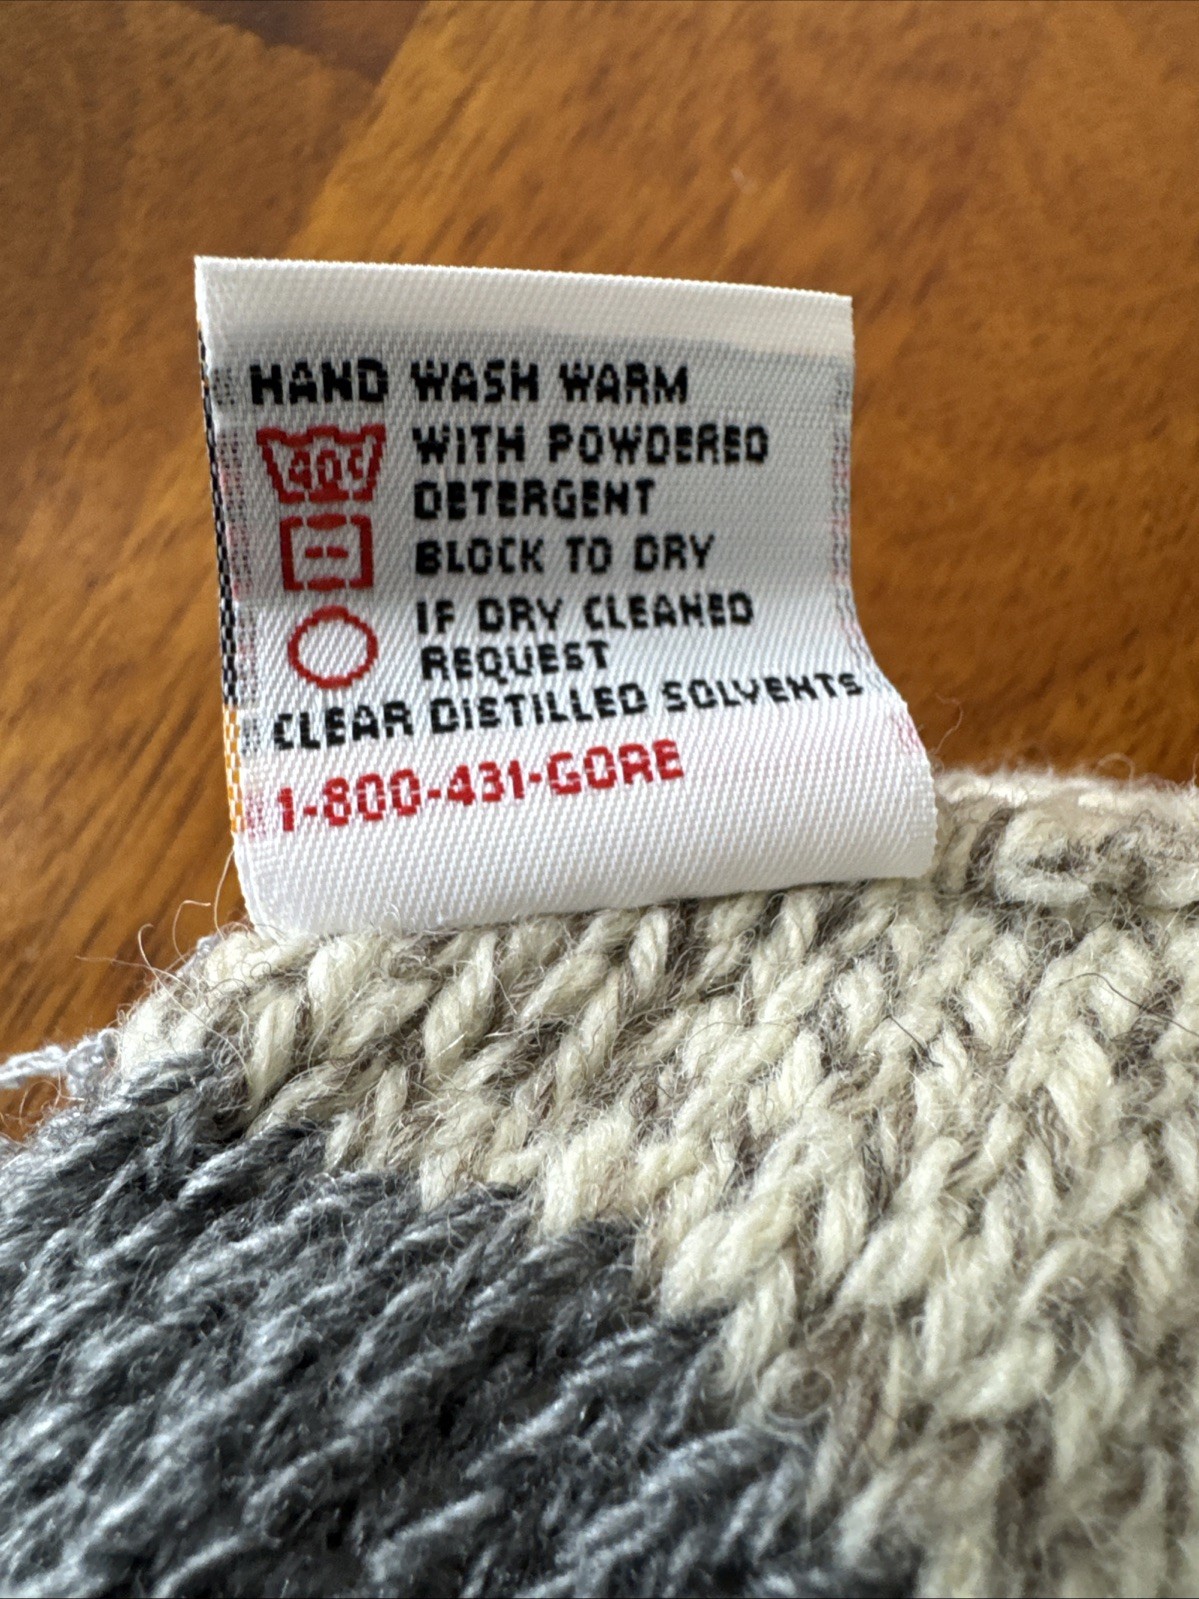 HAND WASH WARM
40C
WITH POWDERED
DETERGENT
BLOCK TO DRY
IF DRY CLEANED
REQUEST
CLEAR DISTILLED SOLVENTS
1-800-431-GORE